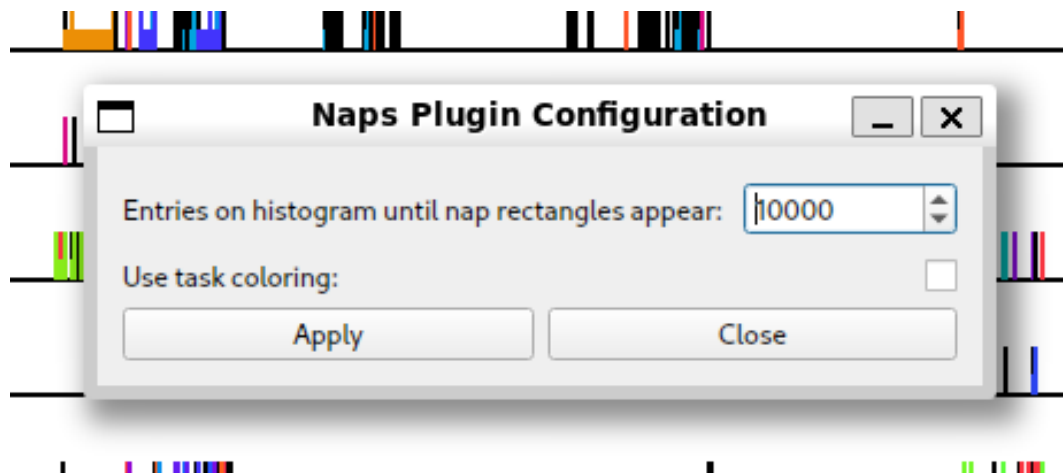 Naps Plugin Configuration
Entries on histogram until nap rectangles appear: 10000
Use task coloring:
Apply Close